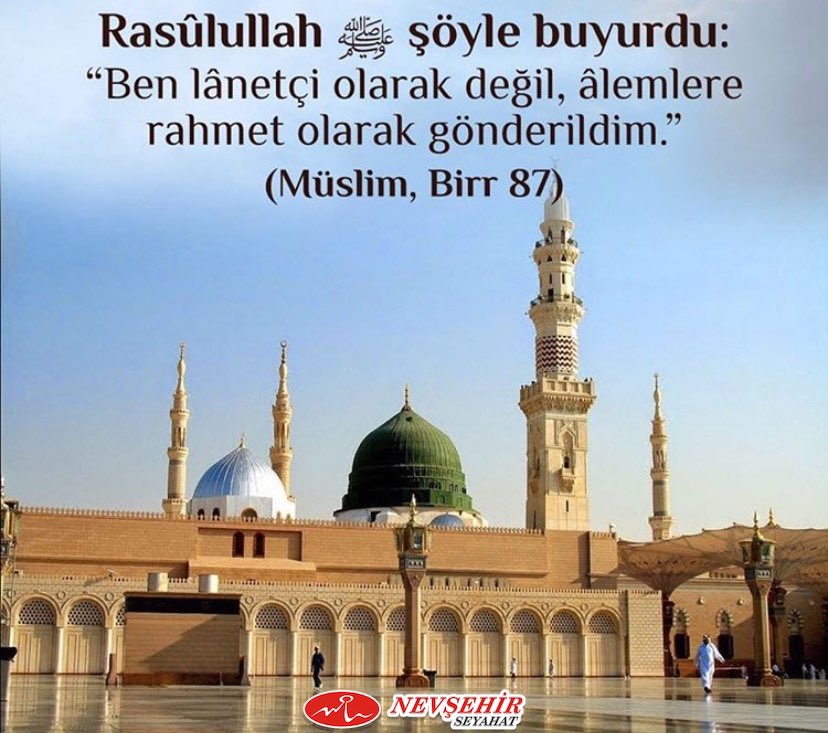 Rasûlullah ﷺ şöyle buyurdu:
“Ben lânetçi olarak değil, âlemlere
rahmet olarak gönderildim.”
(Müslim, Birr 87)
NEVŞEHİR
SEYAHAT